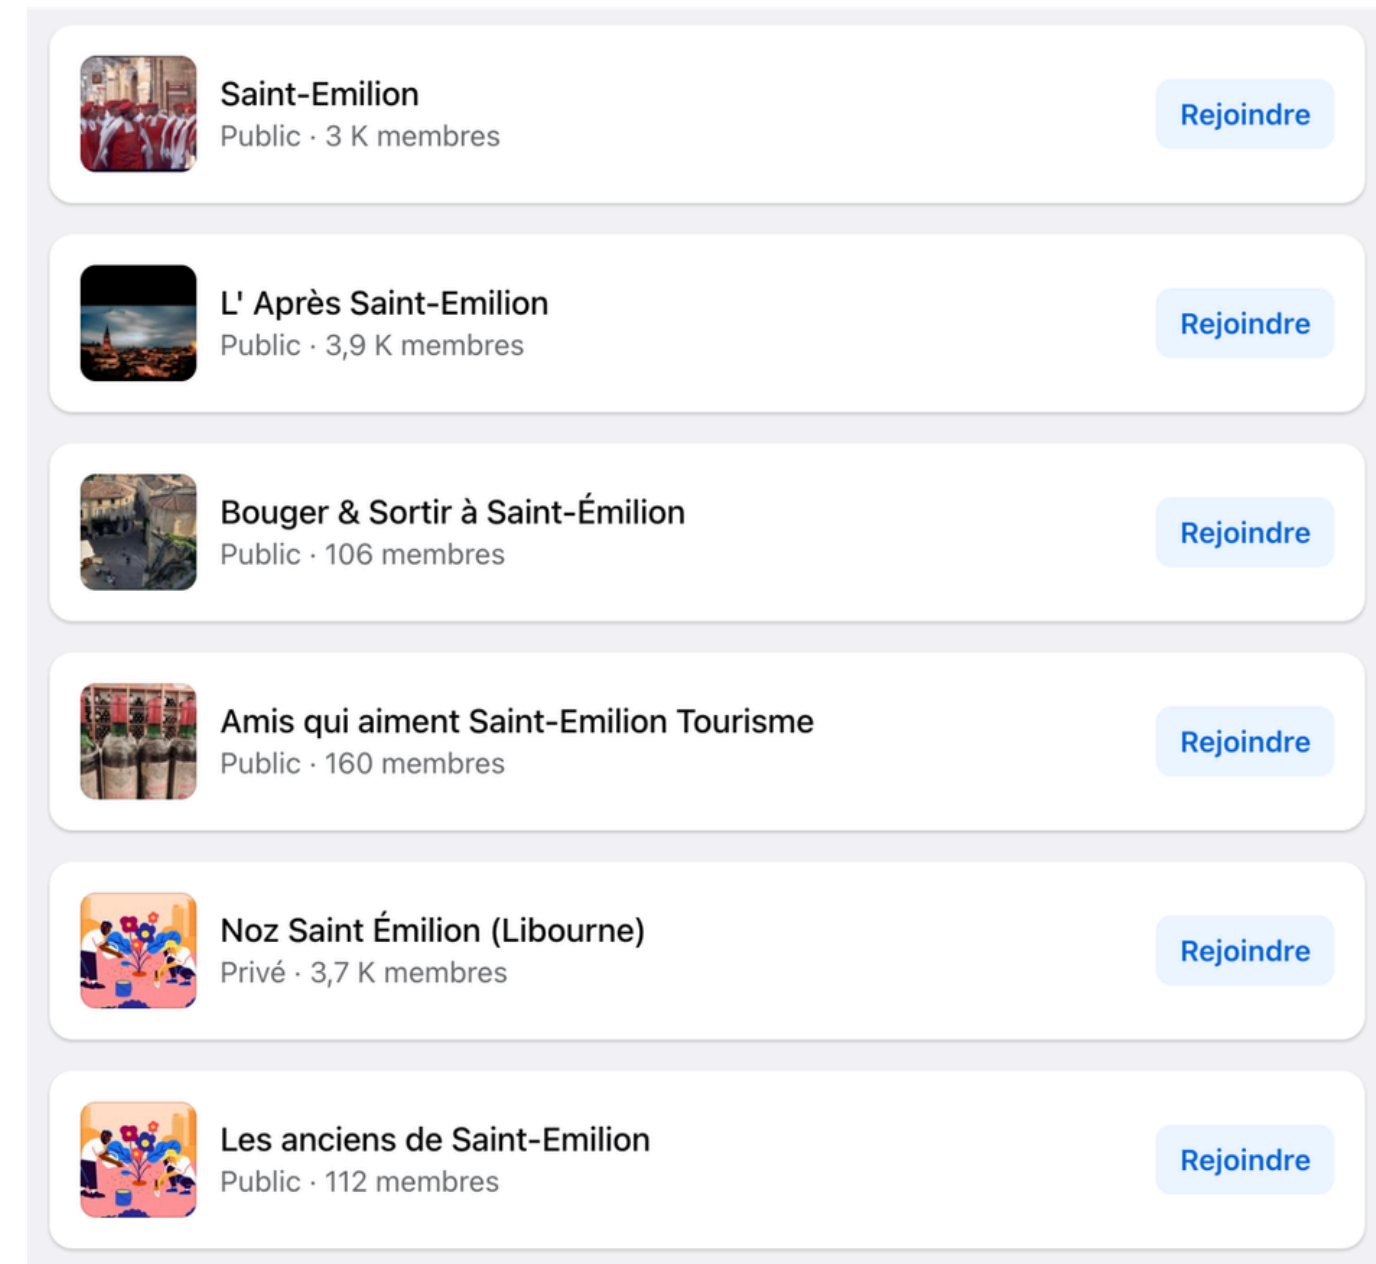 Saint-Emilion
Public · 3 K membres
Rejoindre
L' Après Saint-Emilion
Public · 3,9 K membres
Rejoindre
Bouger & Sortir à Saint-Émilion
Public · 106 membres
Rejoindre
Amis qui aiment Saint-Emilion Tourisme
Public · 160 membres
Rejoindre
Noz Saint Émilion (Libourne)
Privé · 3,7 K membres
Rejoindre
Les anciens de Saint-Emilion
Public · 112 membres
Rejoindre